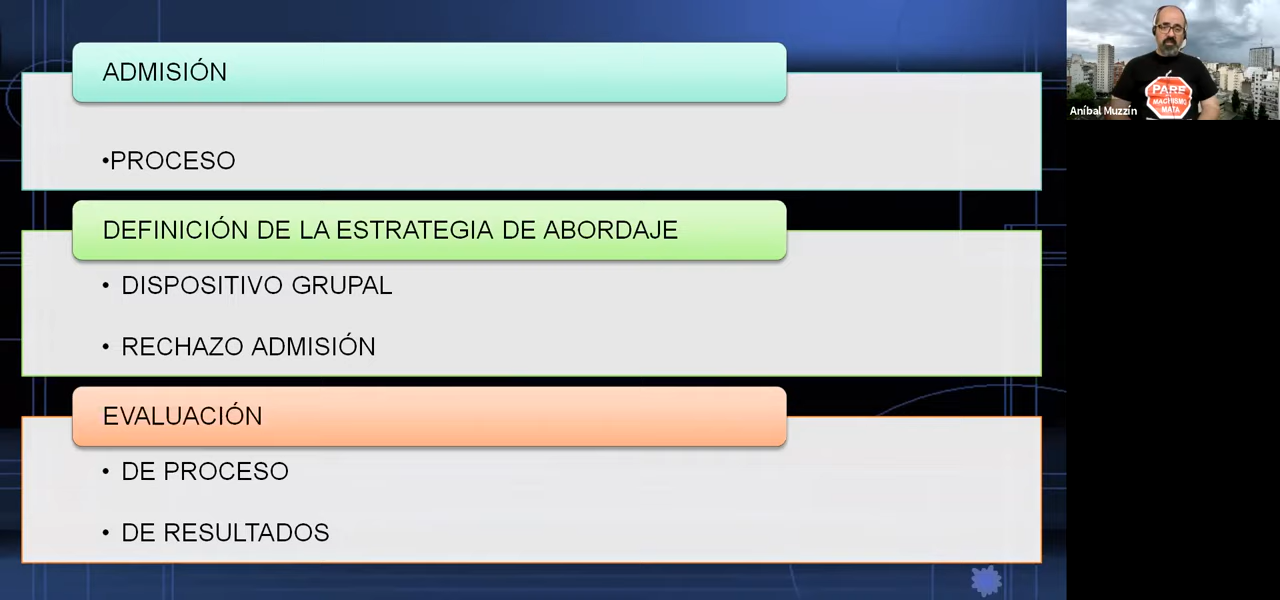 ADMISIÓN
•PROCESO
DEFINICIÓN DE LA ESTRATEGIA DE ABORDAJE
• DISPOSITIVO GRUPAL
• RECHAZO ADMISIÓN
EVALUACIÓN
• DE PROCESO
• DE RESULTADOS
PARE
MACHISMO
MATA
Aníbal Muzzín